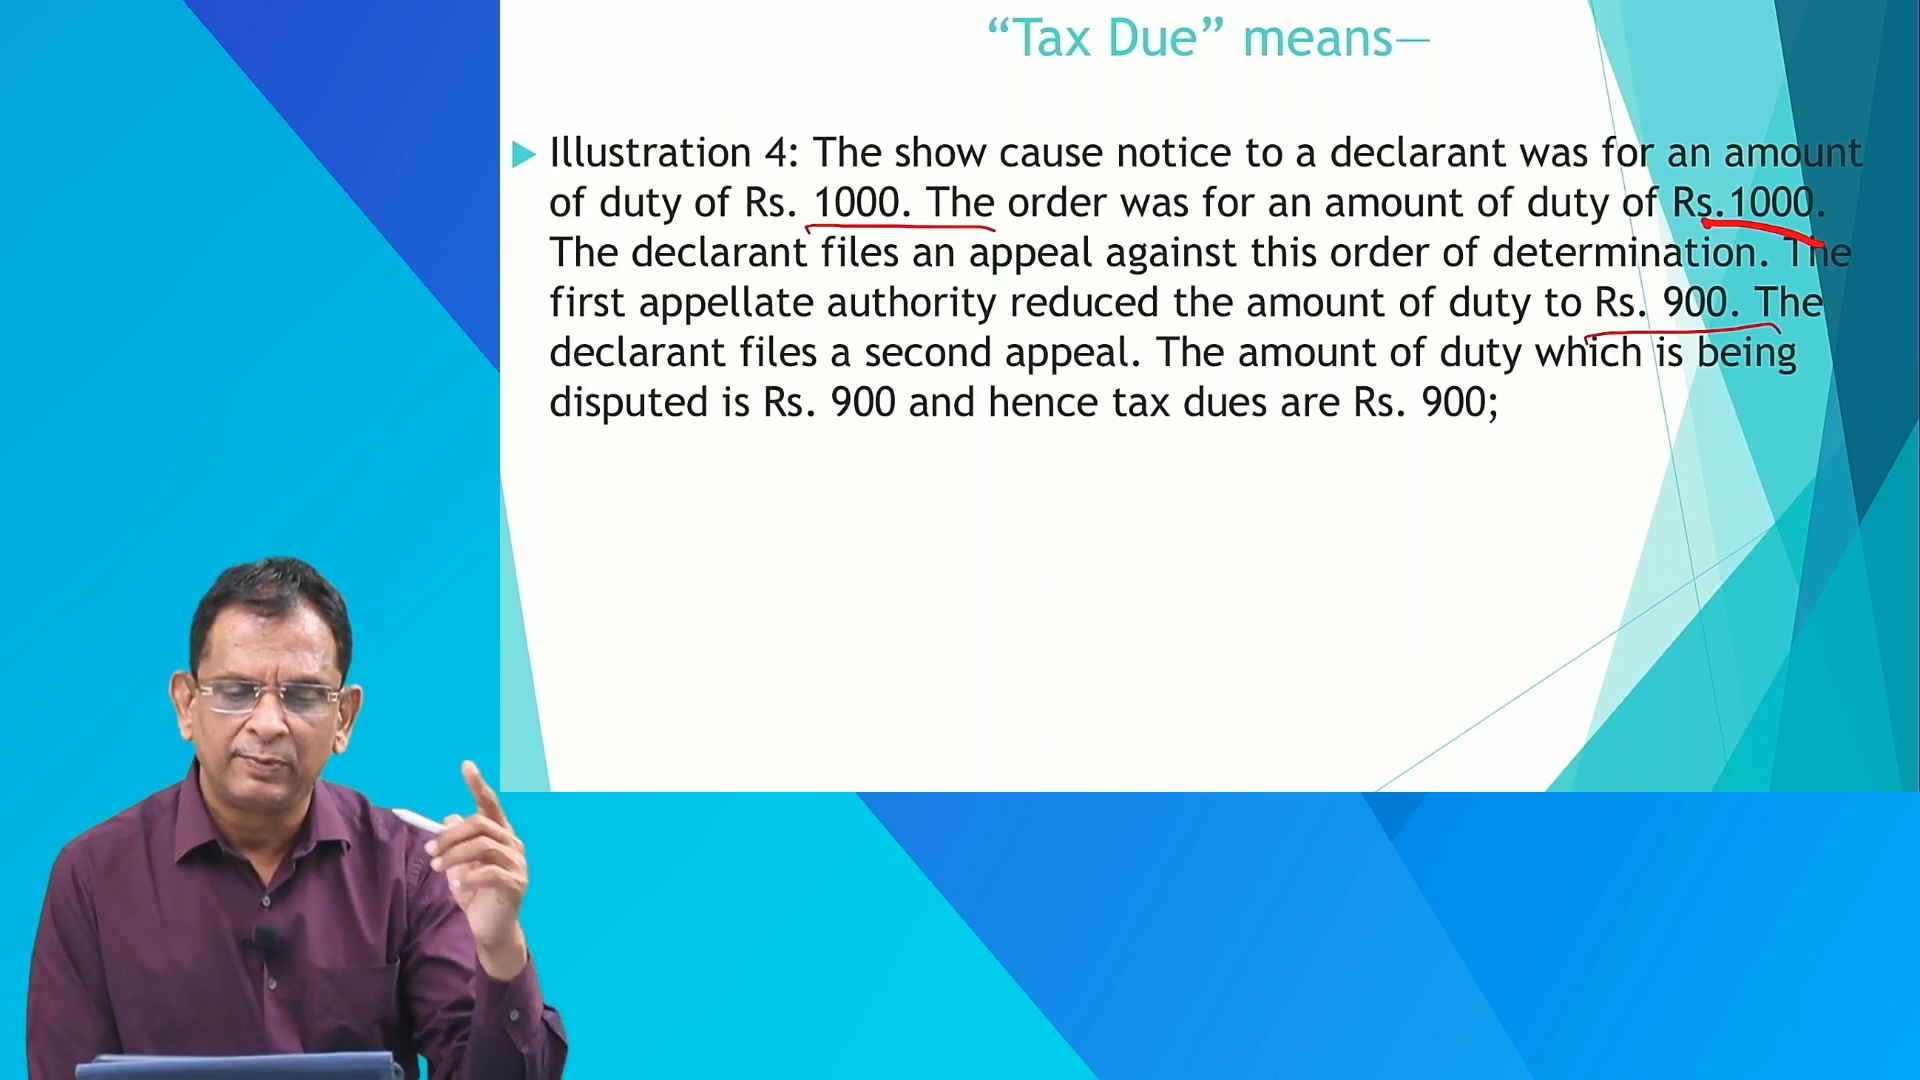 “Tax Due” means—
Illustration 4: The show cause notice to a declarant was for an amount
of duty of Rs. 1000. The order was for an amount of duty of Rs.1000.
The declarant files an appeal against this order of determination. The
first appellate authority reduced the amount of duty to Rs. 900. The
declarant files a second appeal. The amount of duty which is being
disputed is Rs. 900 and hence tax dues are Rs. 900;